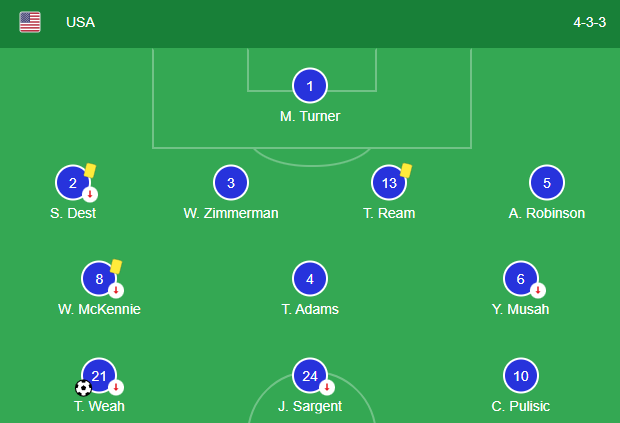 USA 4-3-3
1
M. Turner
2 3 13 5
S. Dest W. Zimmerman T. Ream A. Robinson
8 4 6
W. McKennie T. Adams Y. Musah
21 24 10
T. Weah J. Sargent C. Pulisic